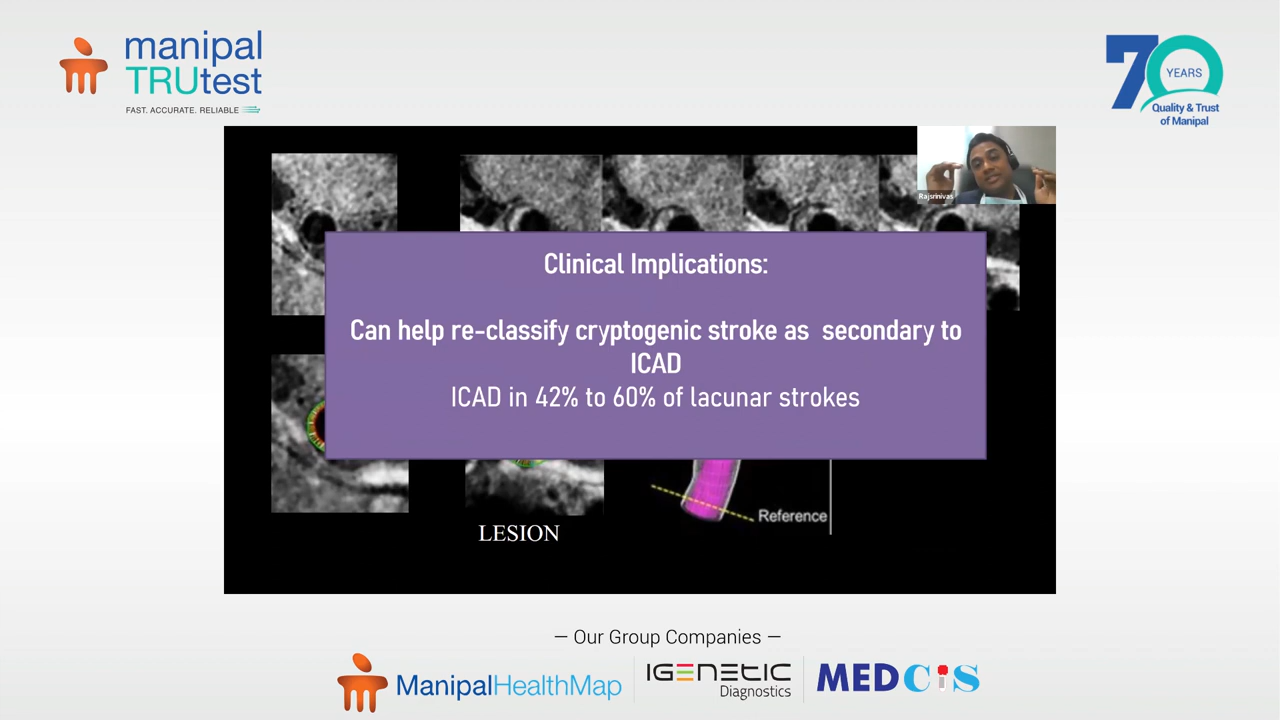 manipal
TRUtest
FAST. ACCURATE. RELIABLE
70
YEARS
Quality & Trust
of Manipal
Rajsrinivas
Clinical Implications:
Can help re-classify cryptogenic stroke as secondary to
ICAD
ICAD in 42% to 60% of lacunar strokes
Reference
LESION
— Our Group Companies —
ManipalHealthMap
IGENETIC
Diagnostics
MEDCiS